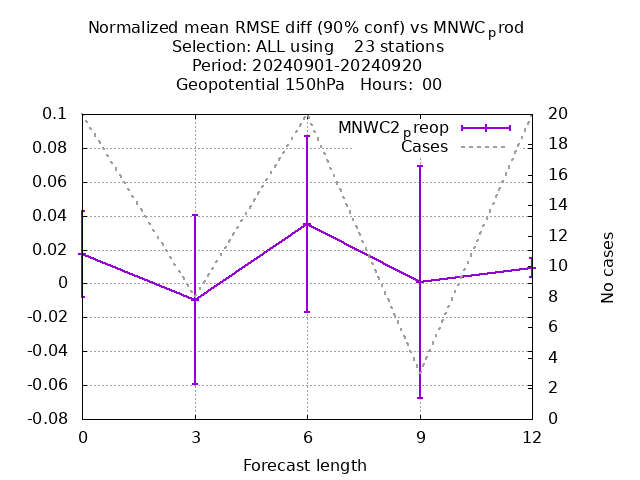 Normalized mean RMSE diff (90% conf) vs MNWCprod
Selection: ALL using 23 stations
Period: 20240901-20240920
Geopotential 150hPa Hours: 00
MNWC2preop
Cases
0.1
0.08
0.06
0.04
0.02
0
-0.02
-0.04
-0.06
-0.08
20
18
16
14
12
10
8
6
4
2
0
No cases
0 3 6 9 12
Forecast length